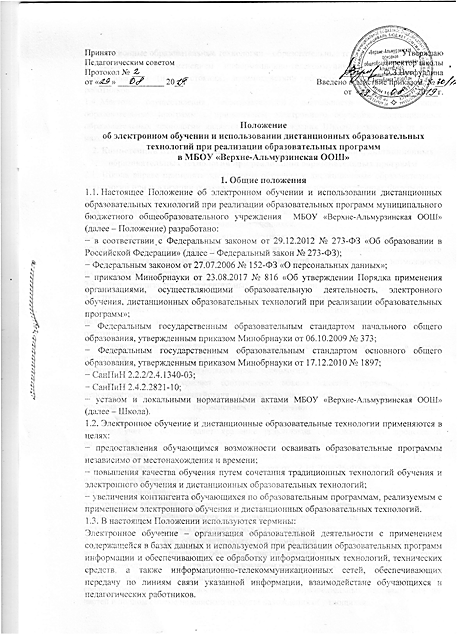 Принято
Утверждаю
Педагогическим советом
Директор школы
Протокол № 2
от «29» 08 2019
Введено в действие приказом №
от 08 2019 г.
Положение
об электронном обучении и использовании дистанционных образовательных
технологий при реализации образовательных программ
в МБОУ «Верхне-Альмурзинская ООШ»
1. Общие положения
1.1. Настоящее Положение об электронном обучении и использовании дистанционных
образовательных технологий при реализации образовательных программ муниципального
бюджетного общеобразовательного учреждения МБОУ «Верхне-Альмурзинская ООШ»
(далее – Положение) разработано:
− в соответствии с Федеральным законом от 29.12.2012 № 273-ФЗ «Об образовании в
Российской Федерации» (далее – Федеральный закон № 273-ФЗ);
− Федеральным законом от 27.07.2006 № 152-ФЗ «О персональных данных»;
− приказом Минобрнауки от 23.08.2017 № 816 «Об утверждении Порядка применения
организациями, осуществляющими образовательную деятельность, электронного
обучения, дистанционных образовательных технологий при реализации образовательных
программ»;
− Федеральным государственным образовательным стандартом начального общего
образования, утвержденным приказом Минобрнауки от 06.10.2009 № 373;
− Федеральным государственным образовательным стандартом основного общего
образования, утвержденным приказом Минобрнауки от 17.12.2010 № 1897;
− СанПиН 2.2.2/2.4.1340-03;
− СанПиН 2.4.2.2821-10;
− уставом и локальными нормативными актами МБОУ «Верхне-Альмурзинская ООШ»
(далее – Школа).
1.2. Электронное обучение и дистанционные образовательные технологии применяются в
целях:
− предоставления обучающимся возможности осваивать образовательные программы
независимо от местонахождения и времени;
− повышения качества обучения путем сочетания традиционных технологий обучения и
электронного обучения и дистанционных образовательных технологий;
− увеличения контингента обучающихся по образовательным программам, реализуемым с
применением электронного обучения и дистанционных образовательных технологий.
1.3. В настоящем Положении используются термины:
Электронное обучение – организация образовательной деятельности с применением
содержащейся в базах данных и используемой при реализации образовательных программ
информации и обеспечивающих ее обработку информационных технологий, технических
средств, а также информационно-телекоммуникационных сетей, обеспечивающих
передачу по линиям связи указанной информации, взаимодействие обучающихся и
педагогических работников.